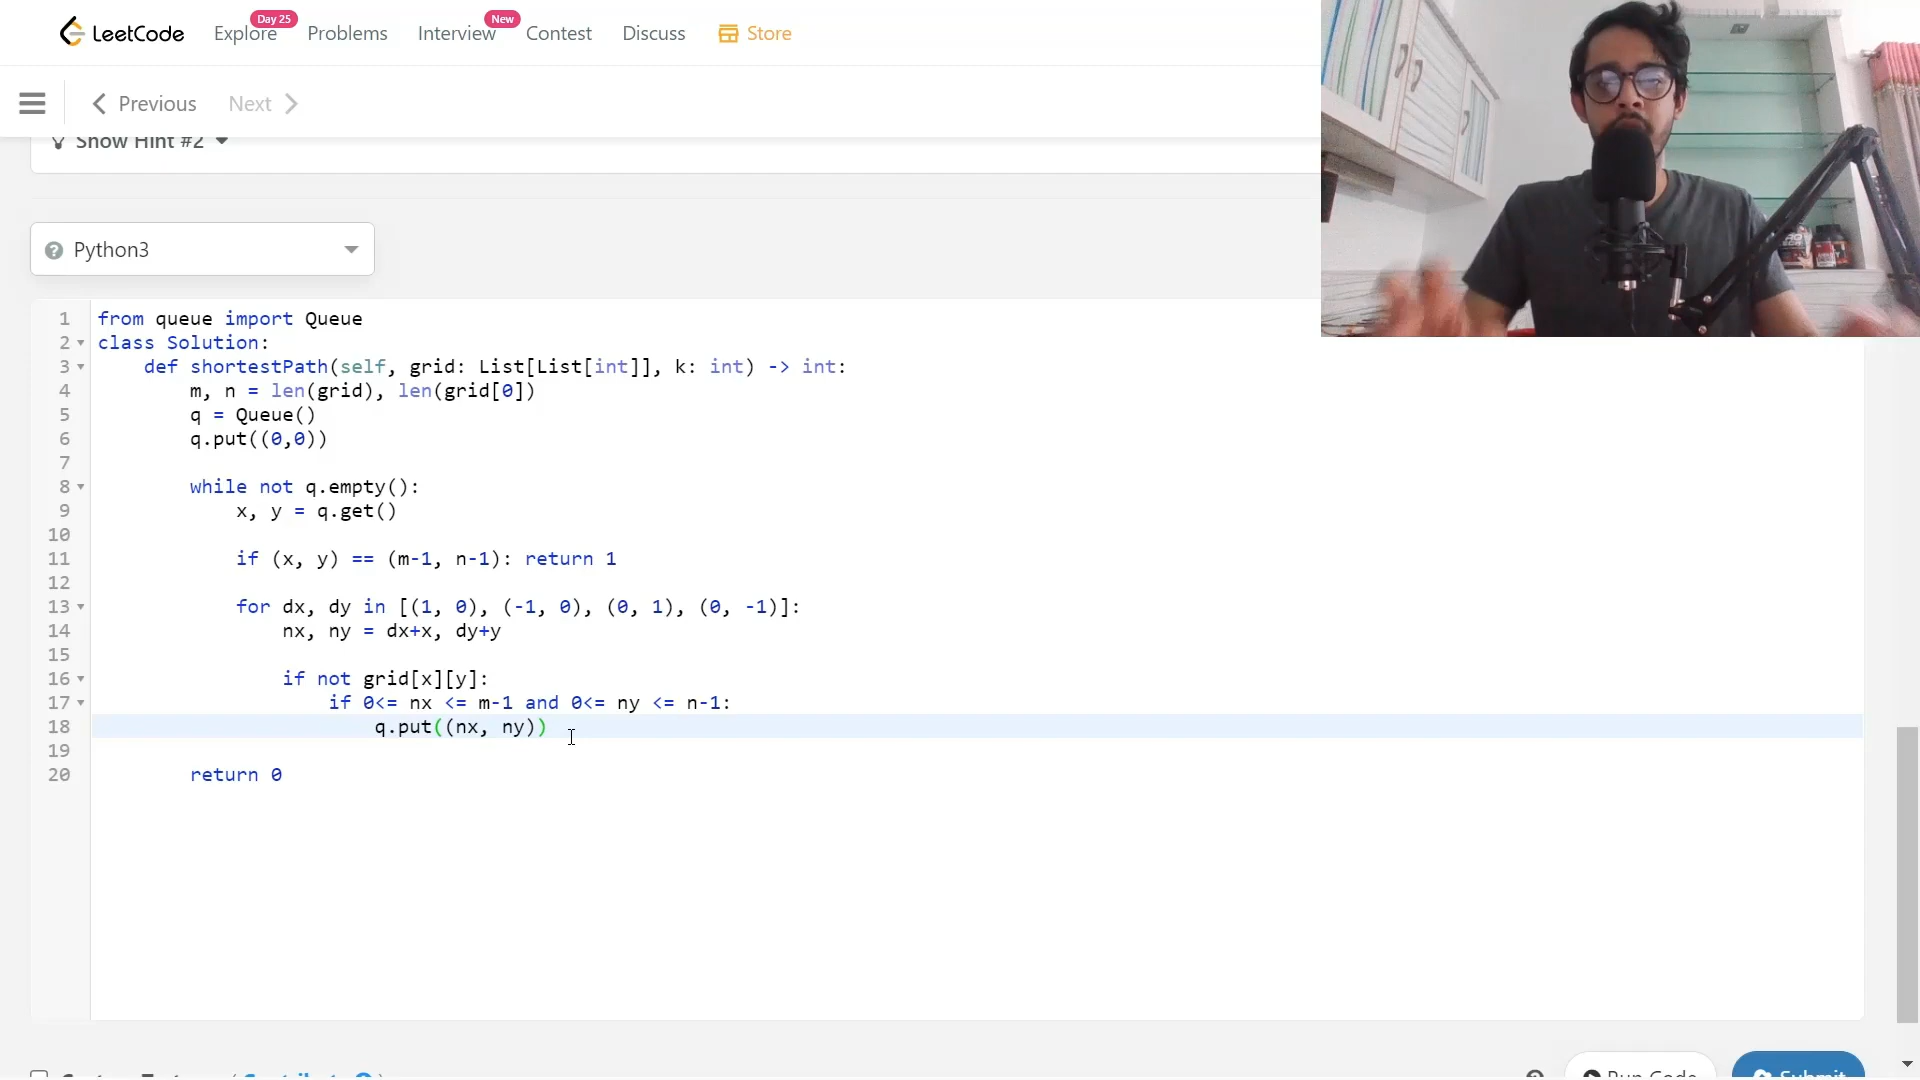 LeetCode
Explore
Day 25
Problems
Interview
New
Contest
Discuss
Store
Previous
Next
Show Hint #2
Python3
1 from queue import Queue
2 class Solution:
3     def shortestPath(self, grid: List[List[int]], k: int) -> int:
4         m, n = len(grid), len(grid[0])
5         q = Queue()
6         q.put((0,0))
7
8         while not q.empty():
9             x, y = q.get()
10
11             if (x, y) == (m-1, n-1): return 1
12
13             for dx, dy in [(1, 0), (-1, 0), (0, 1), (0, -1)]:
14                 nx, ny = dx+x, dy+y
15
16                 if not grid[x][y]:
17                     if 0<= nx <= m-1 and 0<= ny <= n-1:
18                         q.put((nx, ny))
19
20         return 0
Run Code
Submit